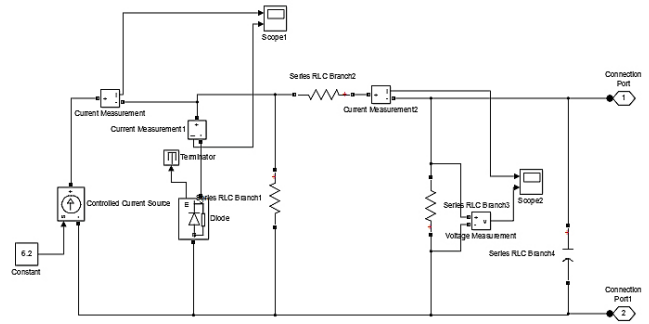 Scope1
Connection
Port
1
Series RLC Branch2
Current Measurement
Current Measurement2
Current Measurement1
Terminator
Series RLC Branch1
Controlled Current Source
E
Diode
Series RLC Branch3
Scope2
Voltage Measurement
6.2
Constant
Series RLC Branch4
Connection
Port1
2